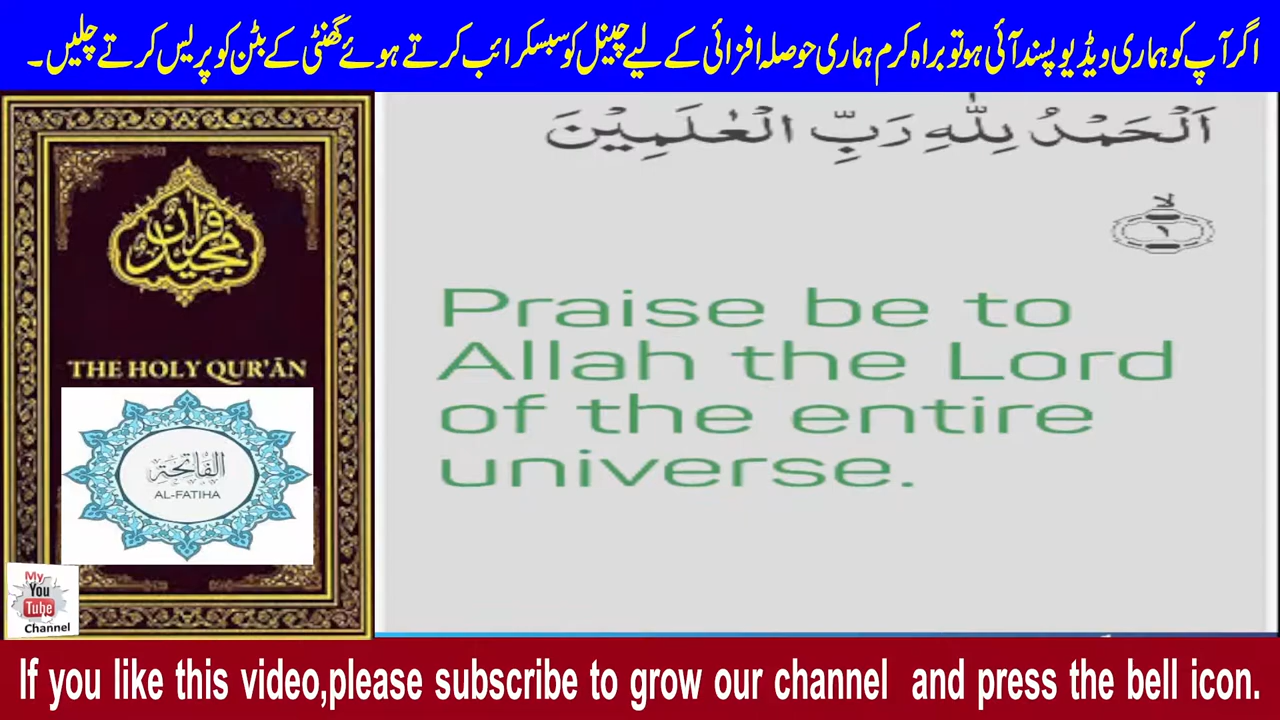 اگر آپ کو ہماری ویڈیو پسند آئی ہو تو براہ کرم ہماری حوصلہ افزائی کے لیے چینل کو سبسکرائب کرتے ہوئے گھنٹی کے بٹن کو پریس کرتے چلیں۔
اَلْحَمْدُ لِلّٰهِ رَبِّ الْعٰلَمِیْنَ
لا
١
Praise be to
Allah the Lord
of the entire
universe.
قرآن
مجید
THE HOLY QUR'ĀN
الفَاتِحَة
AL-FATIHA
My
You
Tube
Channel
If you like this video,please subscribe to grow our channel and press the bell icon.